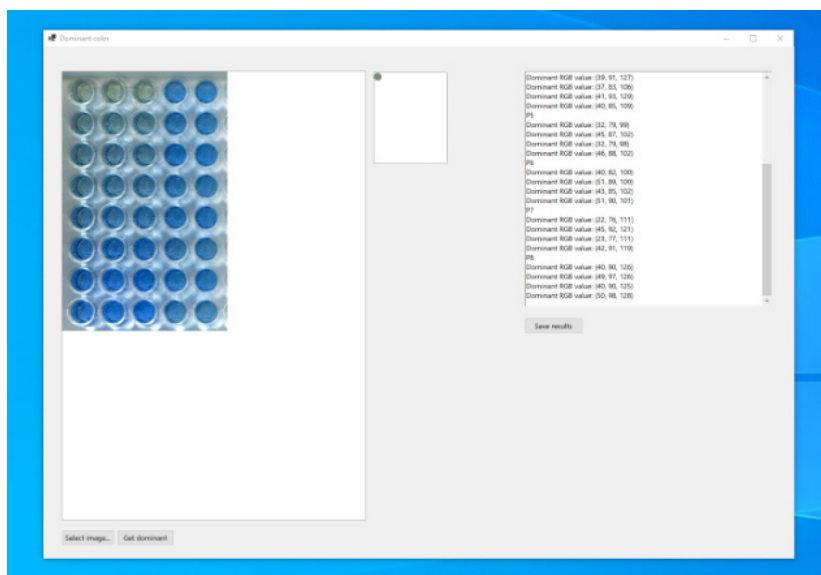 Dominant color
Dominant RGB value: (39, 91, 127)
Dominant RGB value: (37, 83, 106)
Dominant RGB value: (41, 93, 129)
Dominant RGB value: (40, 85, 109)
P5
Dominant RGB value: (32, 79, 99)
Dominant RGB value: (45, 87, 102)
Dominant RGB value: (32, 79, 98)
Dominant RGB value: (46, 88, 102)
P6
Dominant RGB value: (40, 82, 100)
Dominant RGB value: (51, 89, 100)
Dominant RGB value: (43, 85, 102)
Dominant RGB value: (51, 90, 101)
P7
Dominant RGB value: (22, 76, 111)
Dominant RGB value: (45, 92, 121)
Dominant RGB value: (23, 77, 111)
Dominant RGB value: (42, 91, 119)
P8
Dominant RGB value: (40, 90, 126)
Dominant RGB value: (49, 97, 126)
Dominant RGB value: (40, 90, 125)
Dominant RGB value: (50, 98, 128)
Save results
Select image...
Get dominant